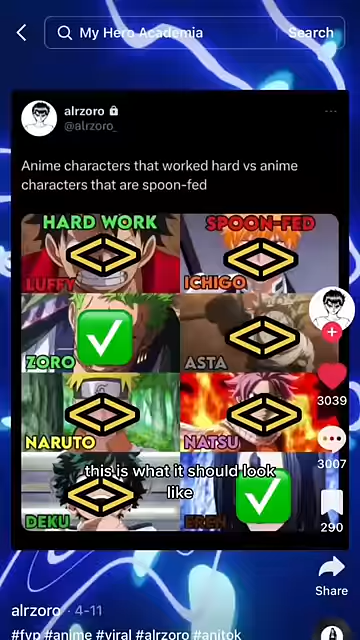 My Hero Academia
Search
alrzoro
@alrzoro_
Anime characters that worked hard vs anime
characters that are spoon-fed
HARD WORK
SPOON-FED
LUFFY
ICHIGO
ZORO
ASTA
NARUTO
NATSU
this is what it should look
like
DEKU
EREN
3039
3007
290
Share
alrzoro · 4-11
#fyp #anime #viral #alrzoro #anitok